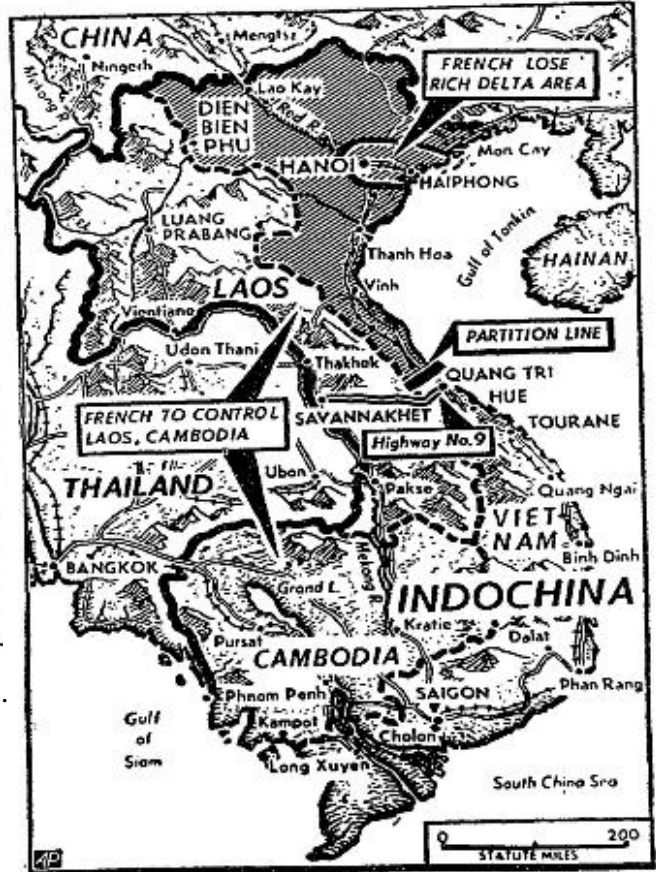 CHINA
Mengtsz
Ningerh
Mekong R.
Lao Kay
FRENCH LOSE
RICH DELTA AREA
DIEN
BIEN
PHU
Red R.
HANOI
Mon Cay
HAIPHONG
LUANG
PRABANG
Gulf of Tonkin
Thanh Hoa
HAINAN
LAOS
Vinh
Vientiane
PARTITION LINE
Udon Thani
Thakhek
QUANG TRI
HUE
FRENCH TO CONTROL
LAOS, CAMBODIA
SAVANNAKHET
TOURANE
Highway No.9
Ubon
THAILAND
Pakse
Quang Ngai
VIET
NAM
BANGKOK
Binh Dinh
Grand L.
Mekong R.
INDOCHINA
Pursat
Kratie
Dalat
CAMBODIA
Phnom Penh
SAIGON
Phan Rang
Gulf
of
Siam
Kampot
Cholon
Long Xuyen
South China Sea
0 200
STATUTE MILES
AP